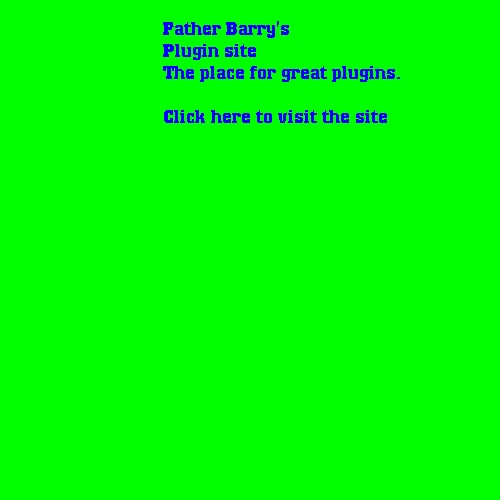 Father Barry's
Plugin site
The place for great plugins.
Click here to visit the site